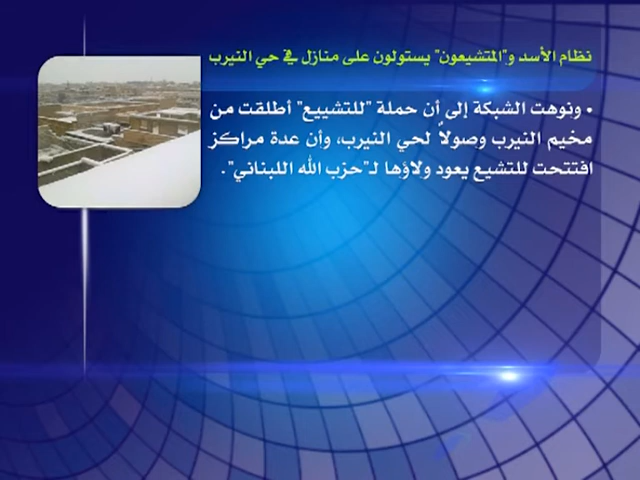 نظام الأسد و"المتشيعون" يستولون على منازل في حي النيرب
• ونوهت الشبكة إلى أن حملة "للتشييع" أطلقت من
مخيم النيرب وصولاً لحي النيرب، وأن عدة مراكز
افتتحت للتشيع يعود ولاؤها لـ"حزب الله اللبناني".